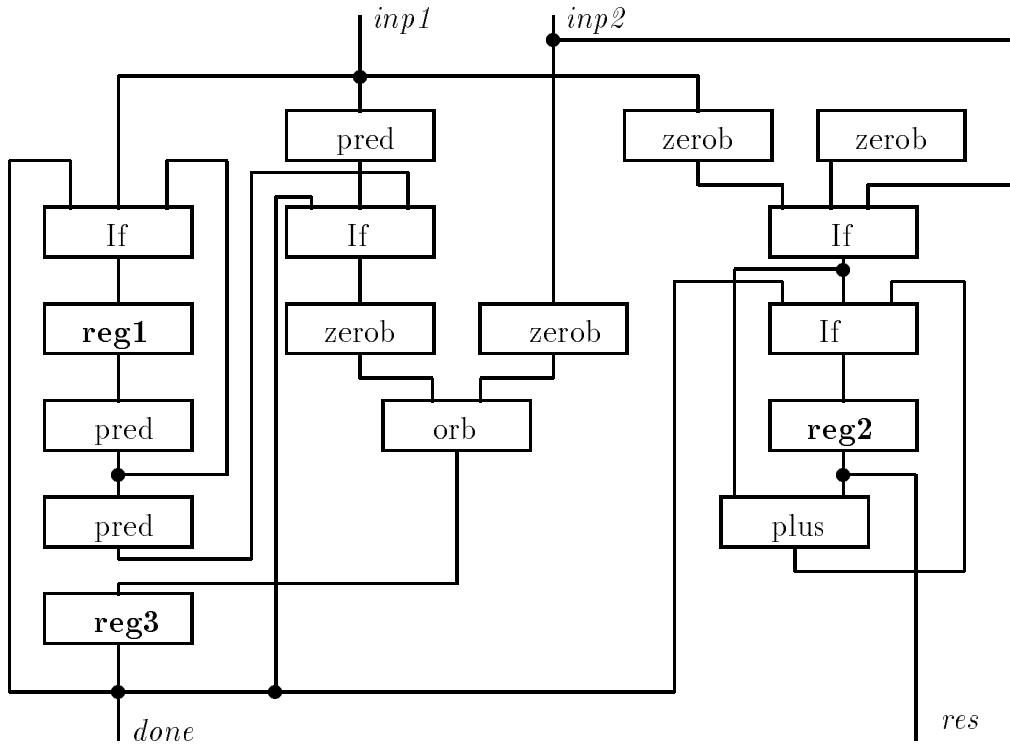 inp1 inp2
pred zerob zerob
If If If
reg1 zerob zerob If
pred orb reg2
pred plus
reg3
done res